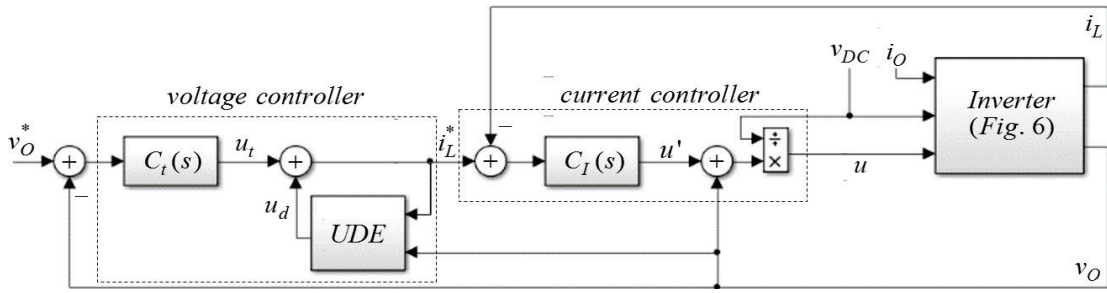 i_L
v_DC
i_O
voltage controller
current controller
Inverter
(Fig. 6)
v_O^*
C_t(s)
u_t
i_L^*
C_I(s)
u'
÷
×
u
u_d
UDE
v_O